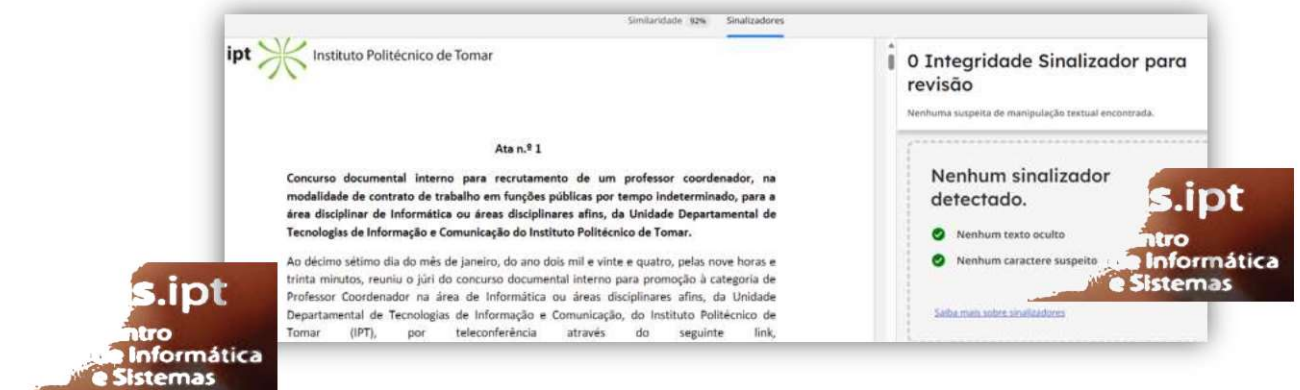 Similaridade 92% Sinalizadores
ipt Instituto Politécnico de Tomar
Ata n.º 1
Concurso documental interno para recrutamento de um professor coordenador, na
modalidade de contrato de trabalho em funções públicas por tempo indeterminado, para a
área disciplinar de Informática ou áreas disciplinares afins, da Unidade Departamental de
Tecnologias de Informação e Comunicação do Instituto Politécnico de Tomar.
Ao décimo sétimo dia do mês de janeiro, do ano dois mil e vinte e quatro, pelas nove horas e
trinta minutos, reuniu o júri do concurso documental interno para promoção à categoria de
Professor Coordenador na área de Informática ou áreas disciplinares afins, da Unidade
Departamental de Tecnologias de Informação e Comunicação, do Instituto Politécnico de
Tomar (IPT), por teleconferência através do seguinte link,
0 Integridade Sinalizador para
revisão
Nenhuma suspeita de manipulação textual encontrada.
Nenhum sinalizador
detectado.
Nenhum texto oculto
Nenhum caractere suspeito
Saiba mais sobre sinalizadores
s.ipt
ntro
e Informática
e Sistemas
s.ipt
ntro
e Informática
e Sistemas